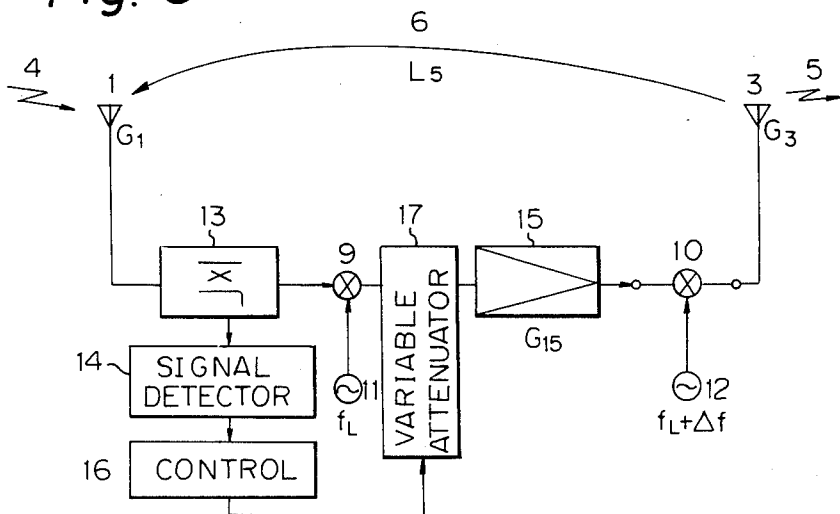 6
4
1
L5
3
5
G1
G3
13
9
17
15
10
|X|
VARIABLE ATTENUATOR
G15
14
SIGNAL
DETECTOR
11
fL
12
fL+Δf
16
CONTROL